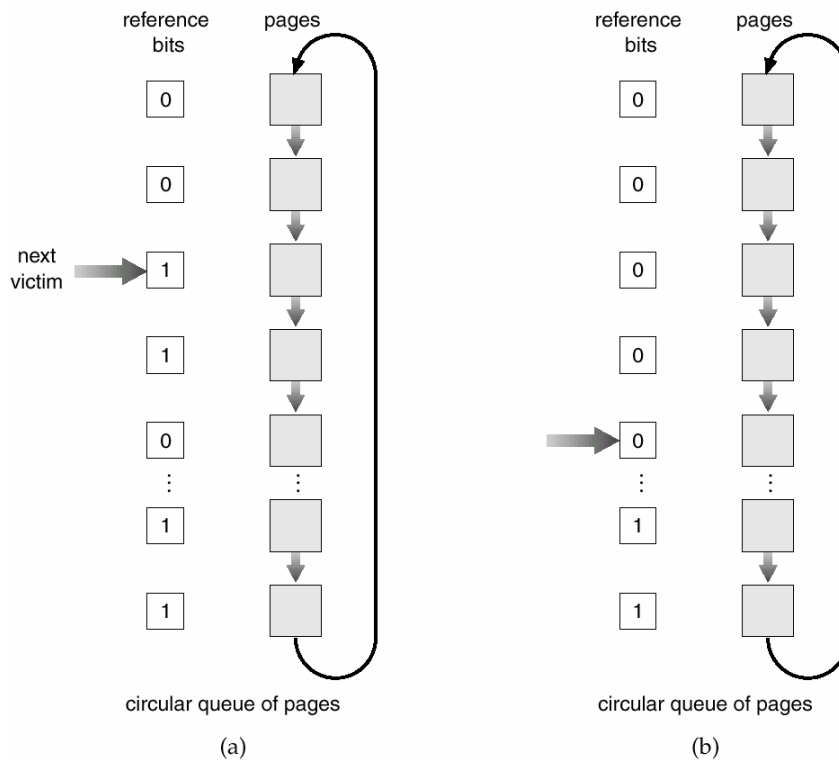 reference bits
pages
0
0
next victim
1
1
0
1
1
circular queue of pages
(a)
reference bits
pages
0
0
0
0
0
1
1
circular queue of pages
(b)